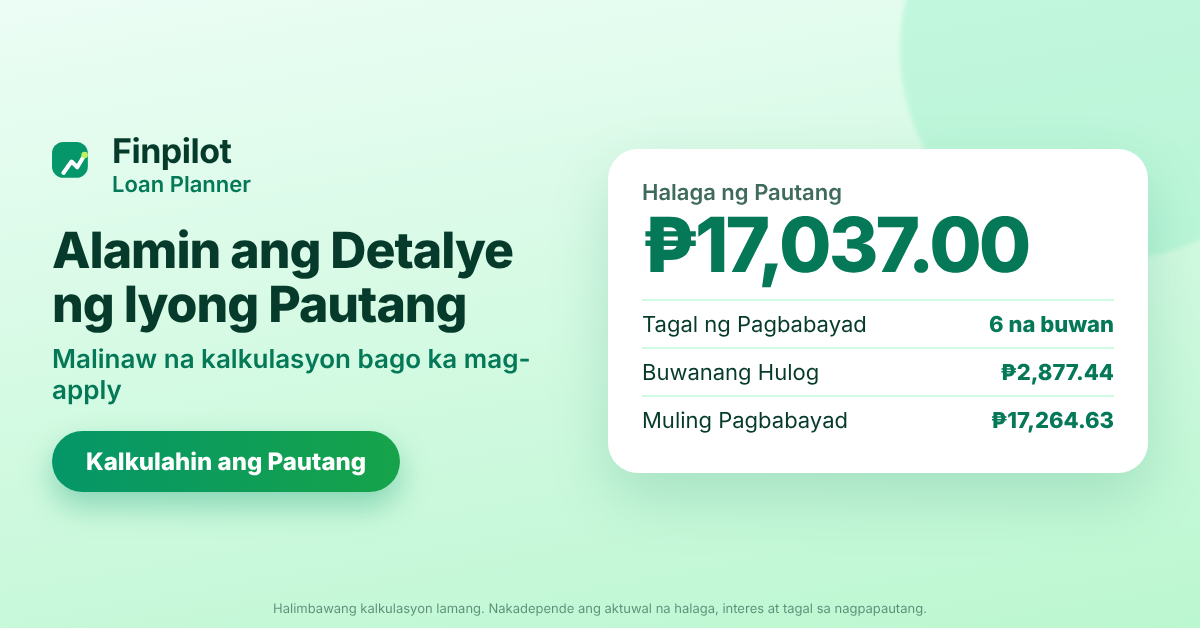 Finpilot
Loan Planner
Alamin ang Detalye
ng Iyong Pautang
Malinaw na kalkulasyon bago ka mag-
apply
Kalkulahin ang Pautang
Halaga ng Pautang
₱17,037.00
Tagal ng Pagbabayad 6 na buwan
Buwanang Hulog ₱2,877.44
Muling Pagbabayad ₱17,264.63
Halimbawang kalkulasyon lamang. Nakadepende ang aktuwal na halaga, interes at tagal sa nagpapautang.